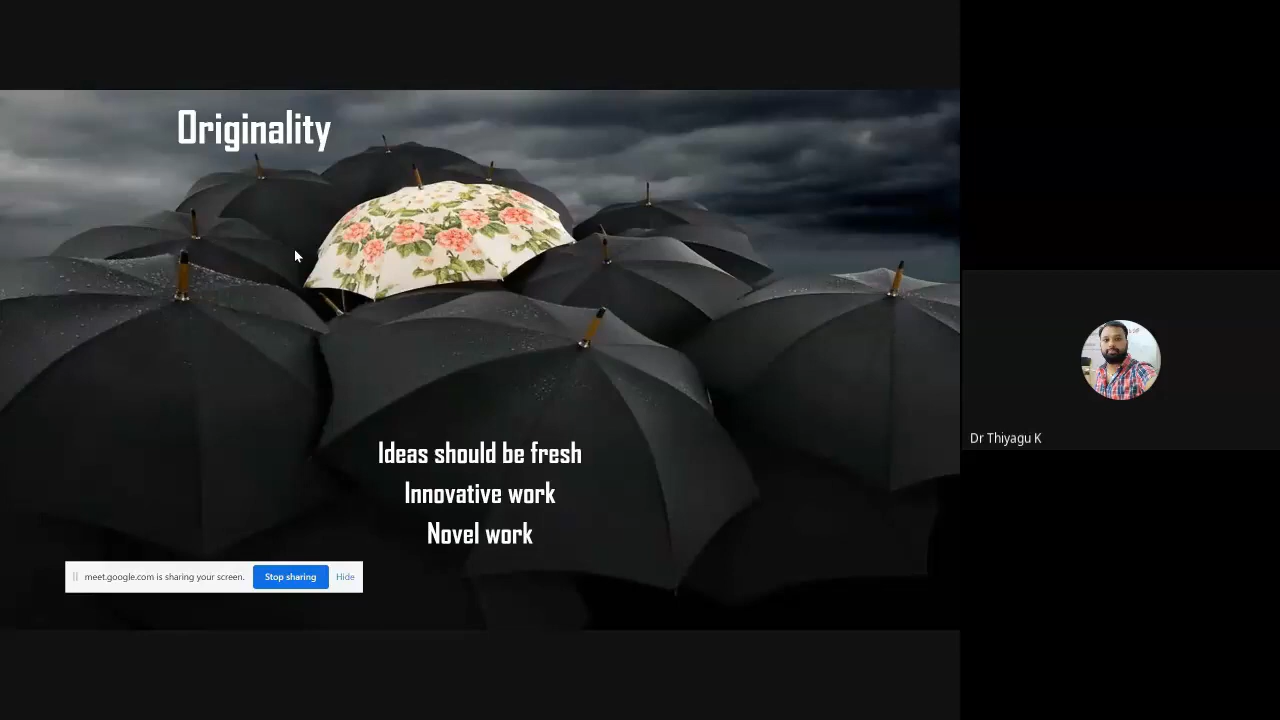 Originality
Ideas should be fresh
Innovative work
Novel work
meet.google.com is sharing your screen. Stop sharing Hide
Dr Thiyagu K